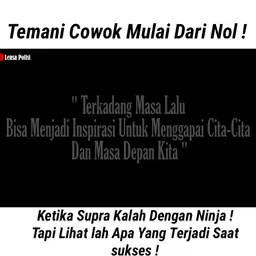 Temani Cowok Mulai Dari Nol !
Lensa Polisi
" Terkadang Masa Lalu
Bisa Menjadi Inspirasi Untuk Menggapai Cita-Cita
Dan Masa Depan Kita "
Ketika Supra Kalah Dengan Ninja !
Tapi Lihat lah Apa Yang Terjadi Saat
sukses !